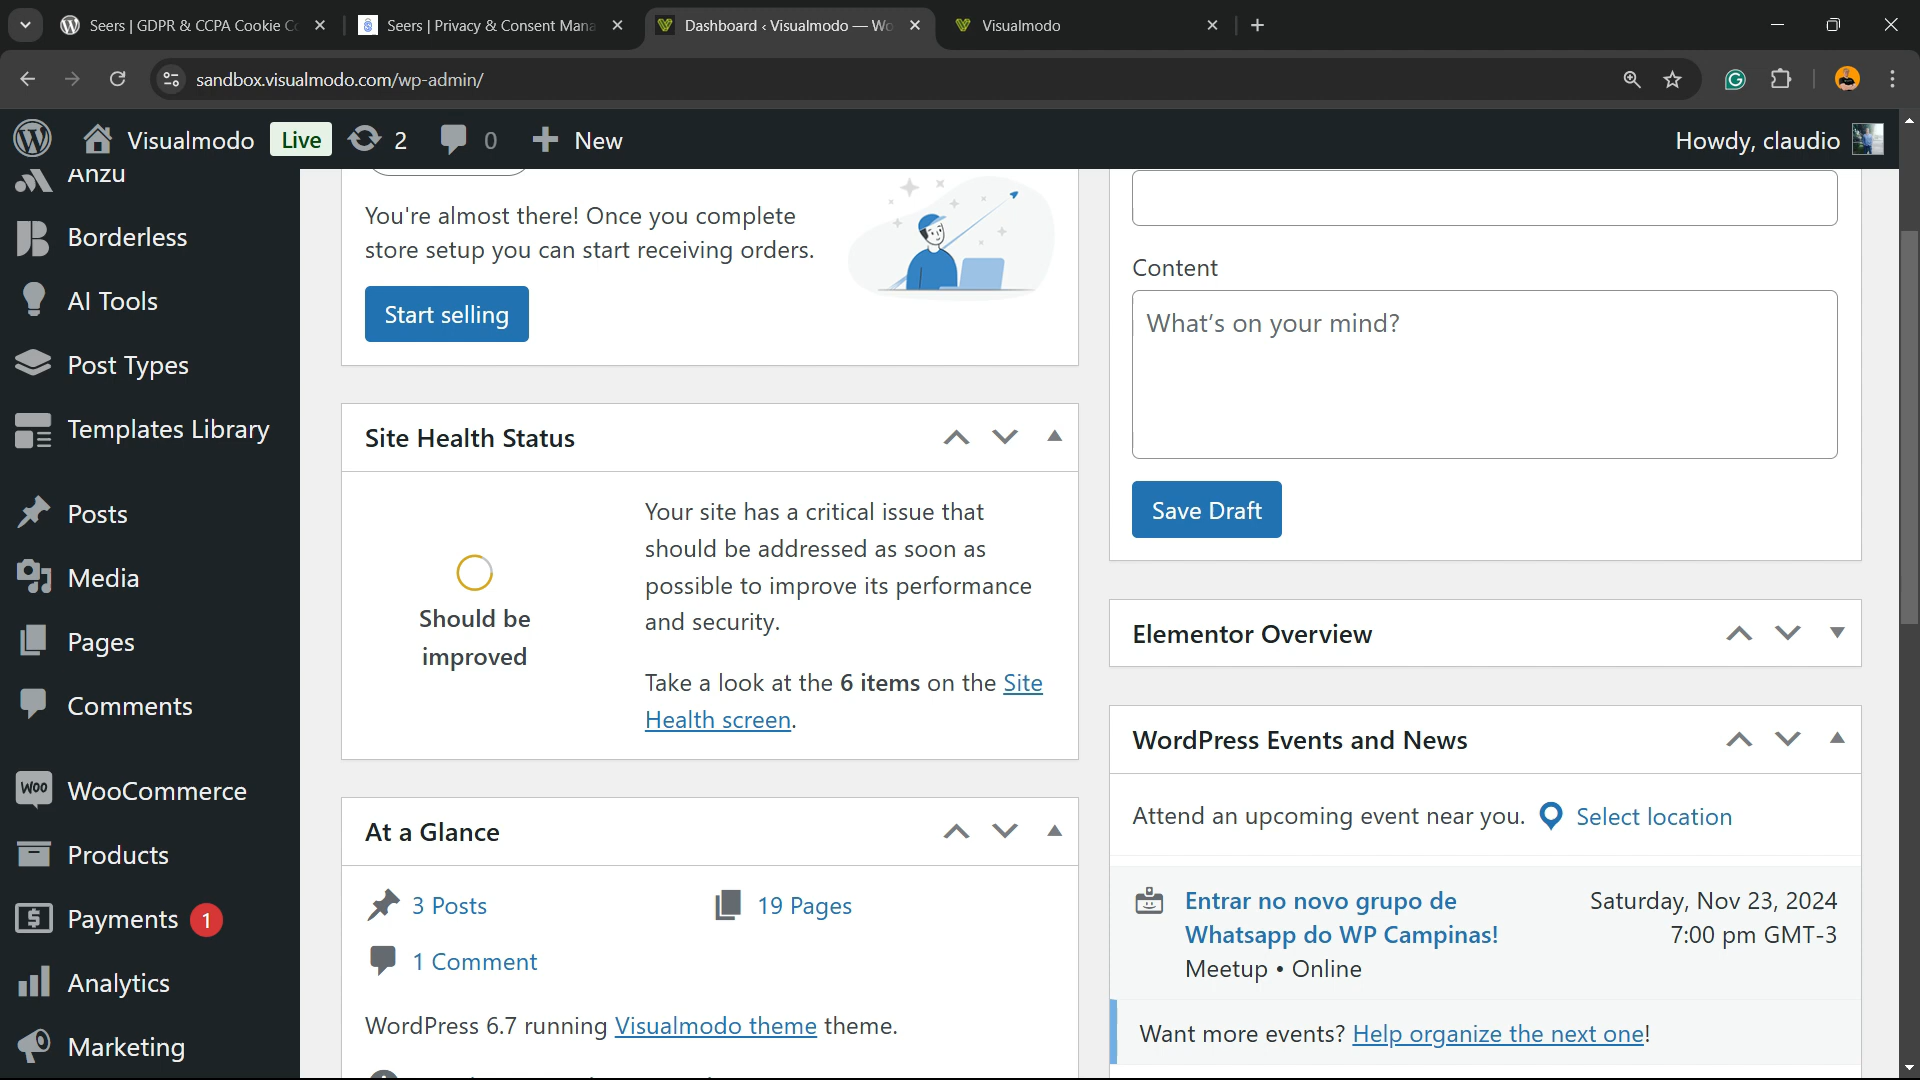 Seers | GDPR & CCPA Cookie Co
Seers | Privacy & Consent Mana
Dashboard ‹ Visualmodo — Wo
Visualmodo
sandbox.visualmodo.com/wp-admin/
Visualmodo
Live
2
0
New
Howdy, claudio
Anzu
Borderless
AI Tools
Post Types
Templates Library
Posts
Media
Pages
Comments
WooCommerce
Products
Payments 1
Analytics
Marketing
You're almost there! Once you complete
store setup you can start receiving orders.
Start selling
Site Health Status
Should be
improved
Your site has a critical issue that
should be addressed as soon as
possible to improve its performance
and security.
Take a look at the 6 items on the Site
Health screen.
At a Glance
3 Posts
19 Pages
1 Comment
WordPress 6.7 running Visualmodo theme theme.
Content
What's on your mind?
Save Draft
Elementor Overview
WordPress Events and News
Attend an upcoming event near you.
Select location
Entrar no novo grupo de
Whatsapp do WP Campinas!
Meetup • Online
Saturday, Nov 23, 2024
7:00 pm GMT-3
Want more events? Help organize the next one!